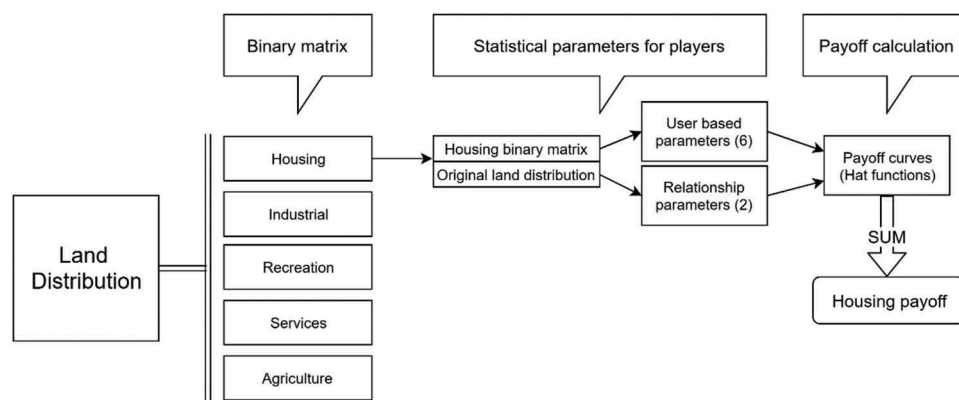 Binary matrix
Statistical parameters for players
Payoff calculation
Land
Distribution
Housing
Industrial
Recreation
Services
Agriculture
Housing binary matrix
Original land distribution
User based
parameters (6)
Relationship
parameters (2)
Payoff curves
(Hat functions)
SUM
Housing payoff